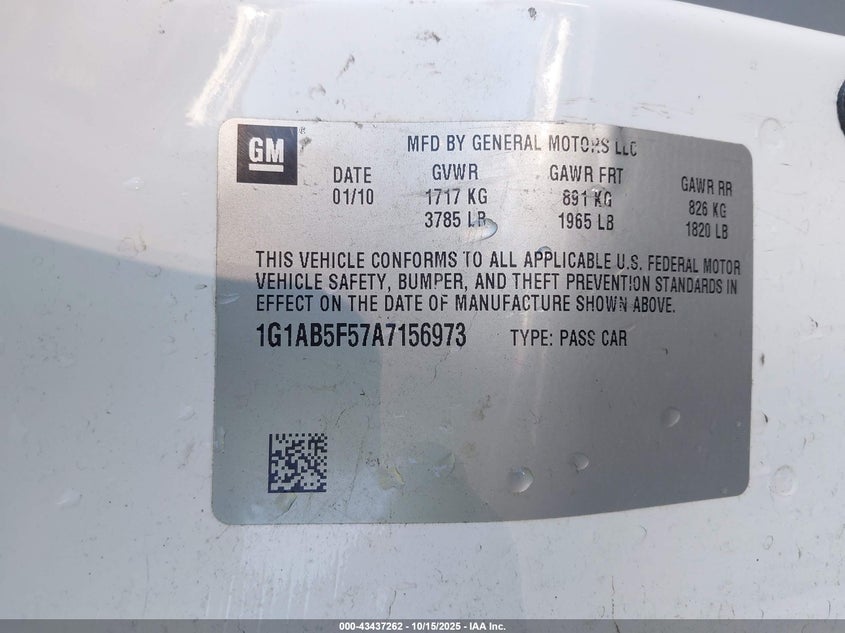 GM
MFD BY GENERAL MOTORS LLC
DATE GVWR GAWR FRT GAWR RR
01/10 1717 KG 891 KG 826 KG
3785 LB 1965 LB 1820 LB
THIS VEHICLE CONFORMS TO ALL APPLICABLE U.S. FEDERAL MOTOR
VEHICLE SAFETY, BUMPER, AND THEFT PREVENTION STANDARDS IN
EFFECT ON THE DATE OF MANUFACTURE SHOWN ABOVE.
1G1AB5F57A7156973 TYPE: PASS CAR
000-43437262 - 10/15/2025 - IAA Inc.